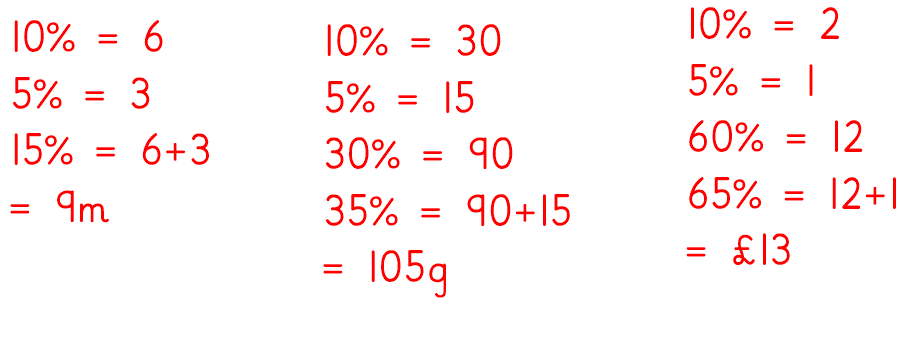 10% = 6
5% = 3
15% = 6+3
= 9m
10% = 30
5% = 15
30% = 90
35% = 90+15
= 105g
10% = 2
5% = 1
60% = 12
65% = 12+1
= £13